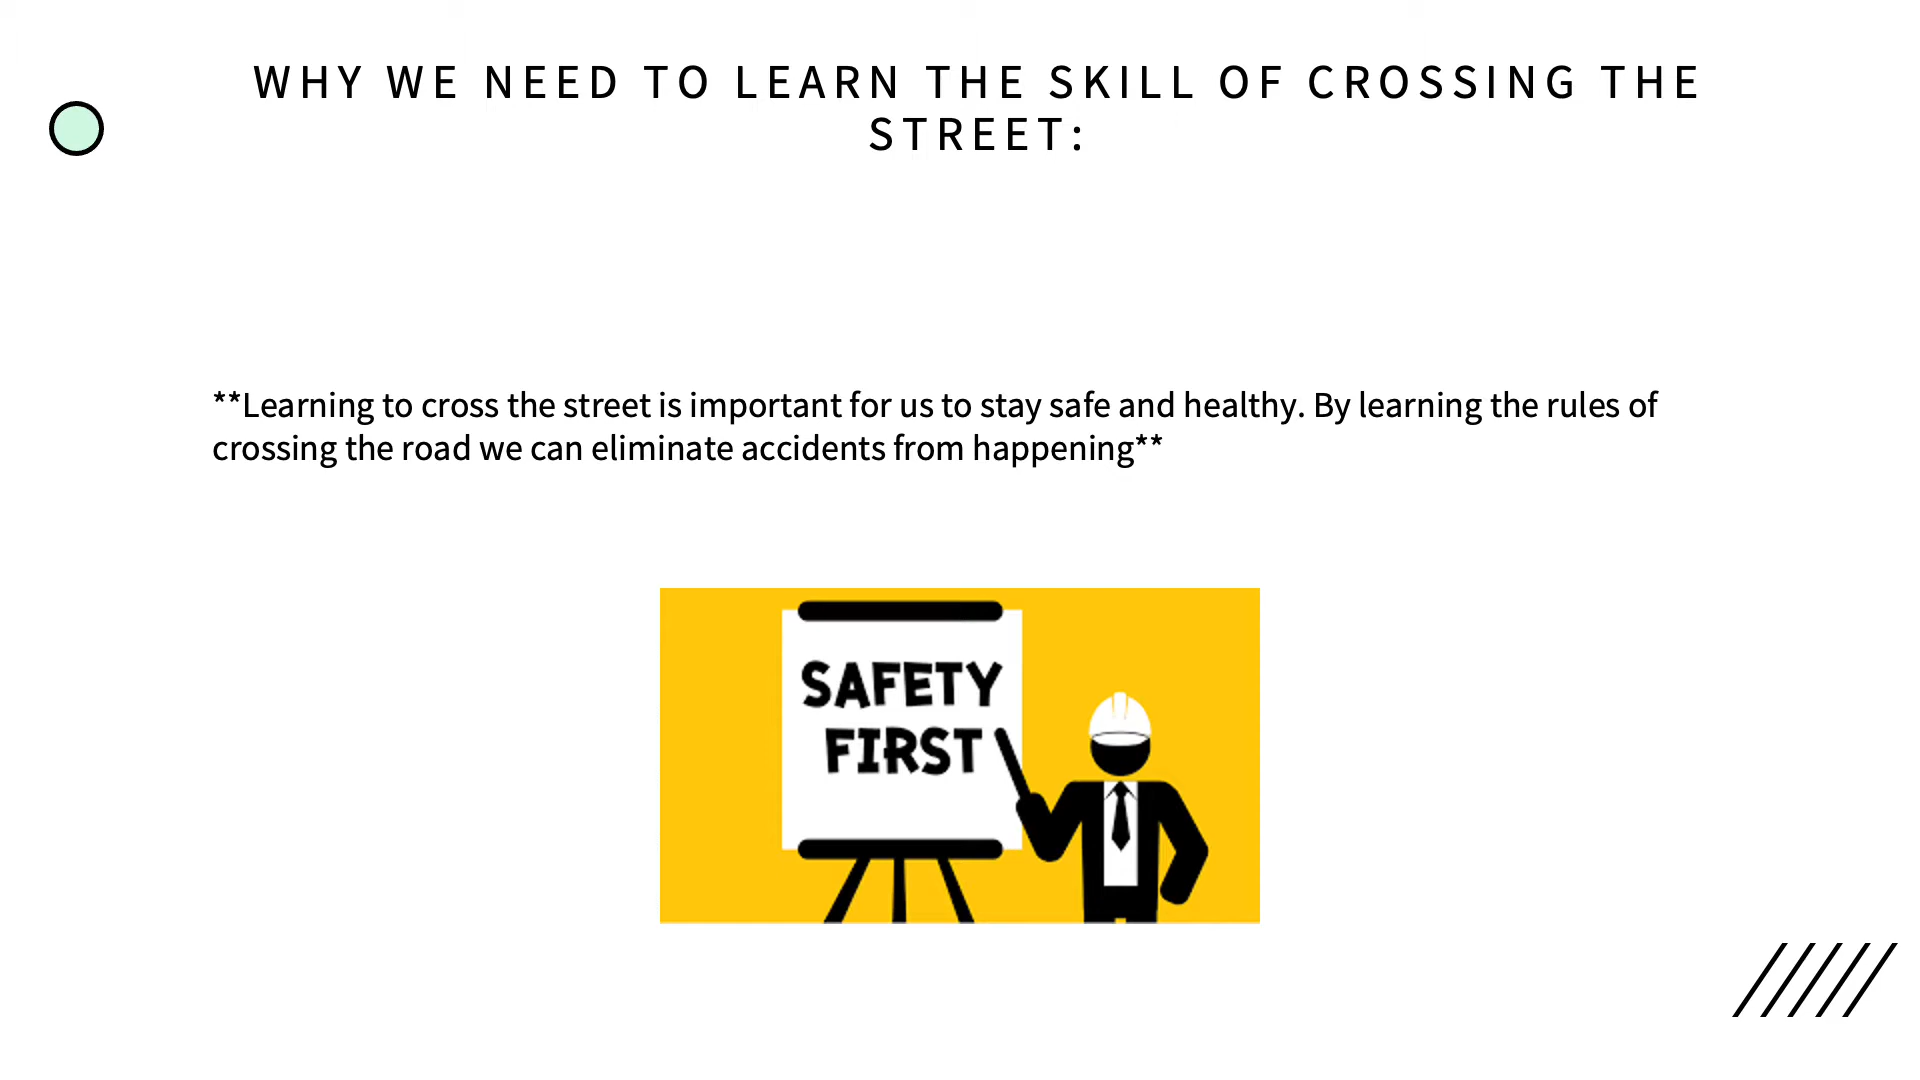 WHY WE NEED TO LEARN THE SKILL OF CROSSING THE
STREET:
**Learning to cross the street is important for us to stay safe and healthy. By learning the rules of
crossing the road we can eliminate accidents from happening**
SAFETY
FIRST